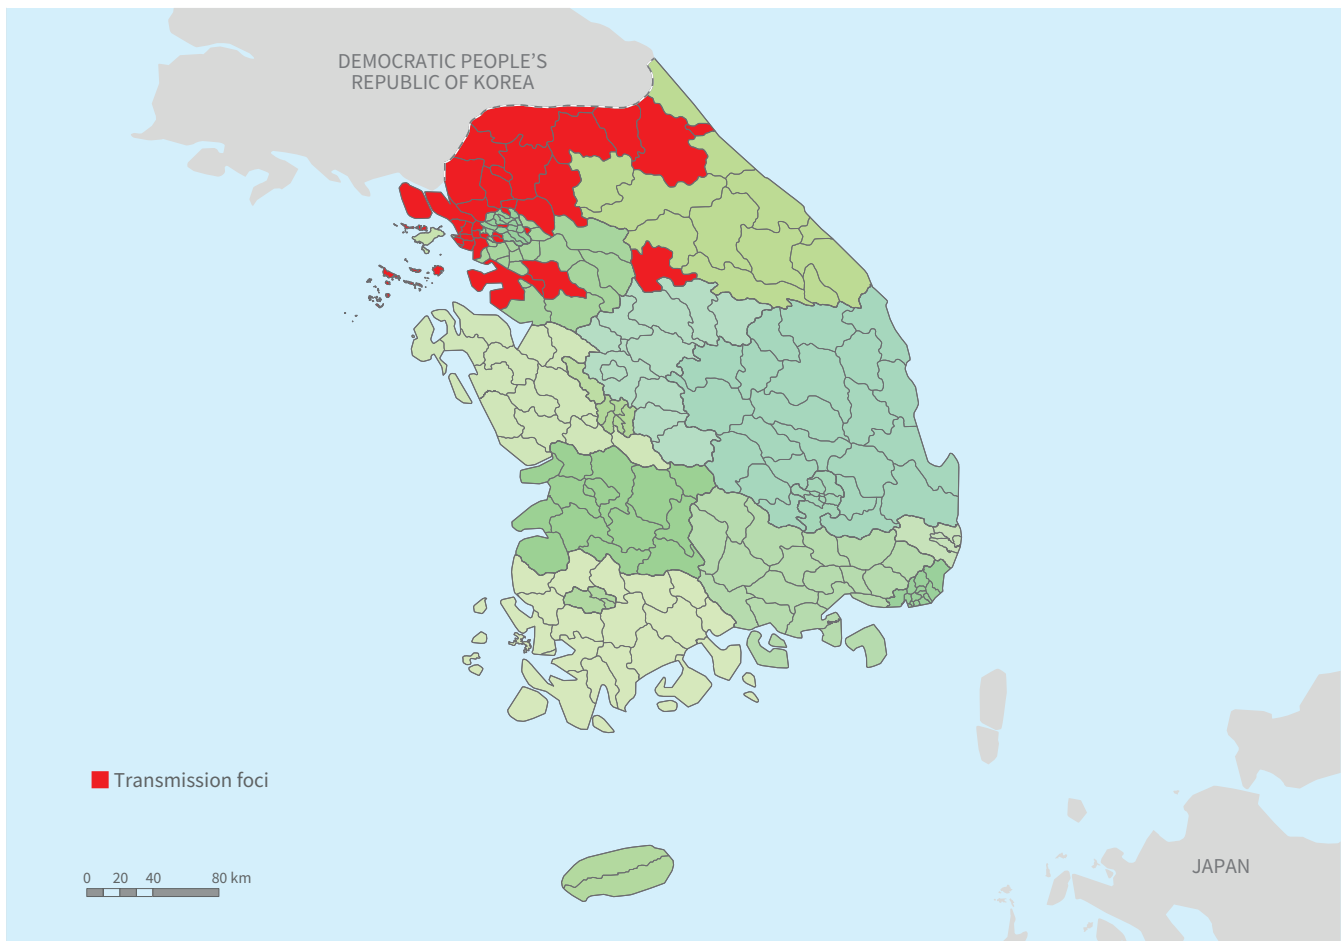 DEMOCRATIC PEOPLE’S
REPUBLIC OF KOREA
Transmission foci
0 20 40 80 km
JAPAN